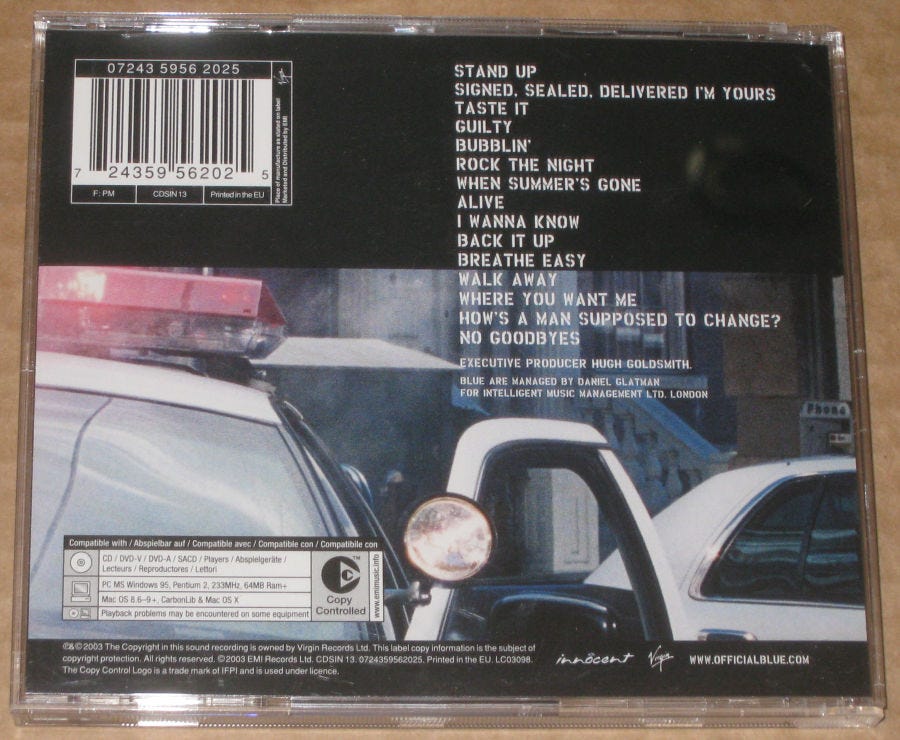 07243 5956 2025
7 24359 56202 5
F: PM
CDSIN 13
Printed in the EU
Place of manufacture as stated on label
Marketed and Distributed by EMI
Virgin
STAND UP
SIGNED, SEALED, DELIVERED I'M YOURS
TASTE IT
GUILTY
BUBBLIN'
ROCK THE NIGHT
WHEN SUMMER'S GONE
ALIVE
I WANNA KNOW
BACK IT UP
BREATHE EASY
WALK AWAY
WHERE YOU WANT ME
HOW'S A MAN SUPPOSED TO CHANGE?
NO GOODBYES
EXECUTIVE PRODUCER HUGH GOLDSMITH.
BLUE ARE MANAGED BY DANIEL GLATMAN
FOR INTELLIGENT MUSIC MANAGEMENT LTD. LONDON
Phone
Compatible with / Abspielbar auf / Compatible avec / Compatible con / Compatibile con
CD / DVD-V / DVD-A / SACD / Players / Abspielgeräte /
Lecteurs / Reproductores / Lettori
PC MS Windows 95, Pentium 2, 233MHz, 64MB Ram+
Mac OS 8.6-9+, CarbonLib & Mac OS X
Playback problems may be encountered on some equipment
Copy
Controlled
www.emimusic.info
℗&© 2003 The Copyright in this sound recording is owned by Virgin Records Ltd. This label copy information is the subject of
copyright protection. All rights reserved. ©2003 EMI Records Ltd. CDSIN 13. 0724359562025. Printed in the EU. LC03098.
The Copy Control Logo is a trade mark of IFPI and is used under licence.
innocent
Virgin
WWW.OFFICIALBLUE.COM